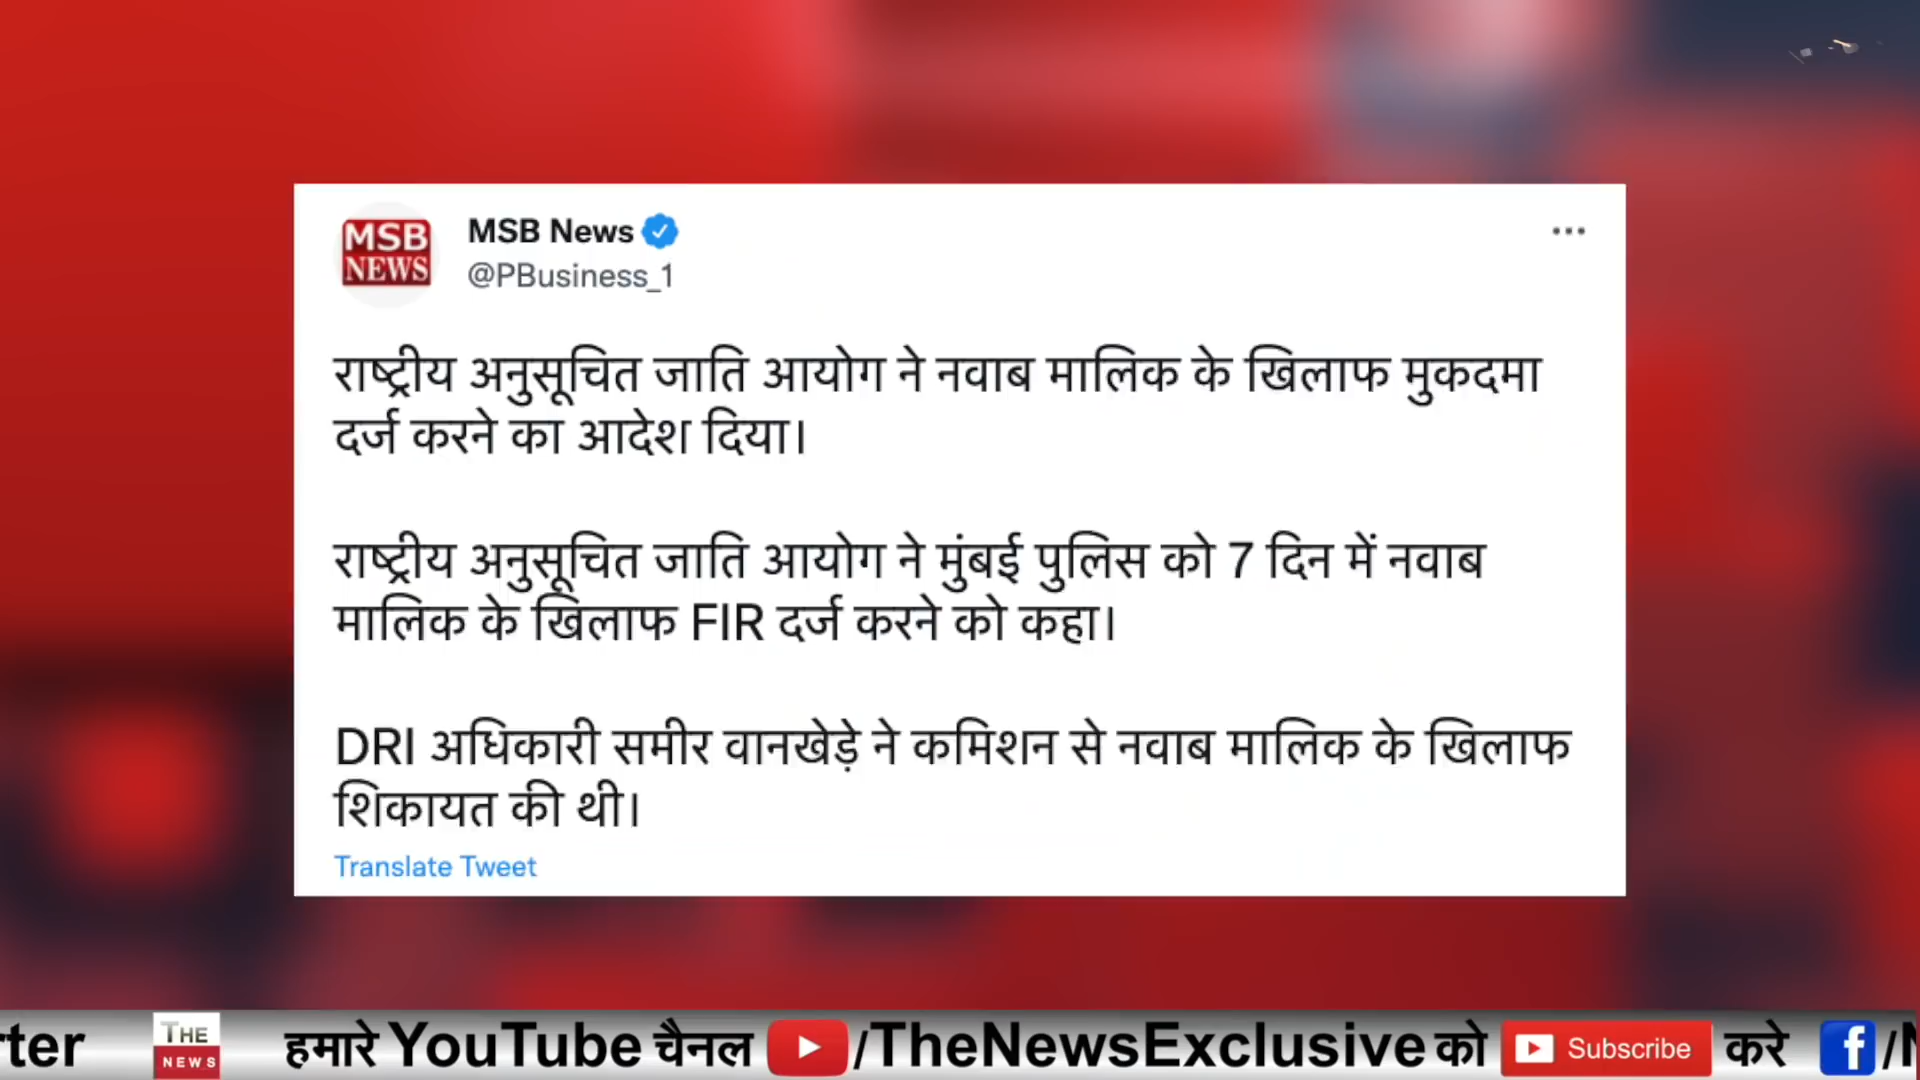 MSB NEWS
MSB News
@PBusiness_1
राष्ट्रीय अनुसूचित जाति आयोग ने नवाब मालिक के खिलाफ मुकदमा
दर्ज करने का आदेश दिया।
राष्ट्रीय अनुसूचित जाति आयोग ने मुंबई पुलिस को 7 दिन में नवाब
मालिक के खिलाफ FIR दर्ज करने को कहा।
DRI अधिकारी समीर वानखेड़े ने कमिशन से नवाब मालिक के खिलाफ
शिकायत की थी।
Translate Tweet
rter THE NEWS हमारे YouTube चैनल /TheNewsExclusive को Subscribe करे f /N